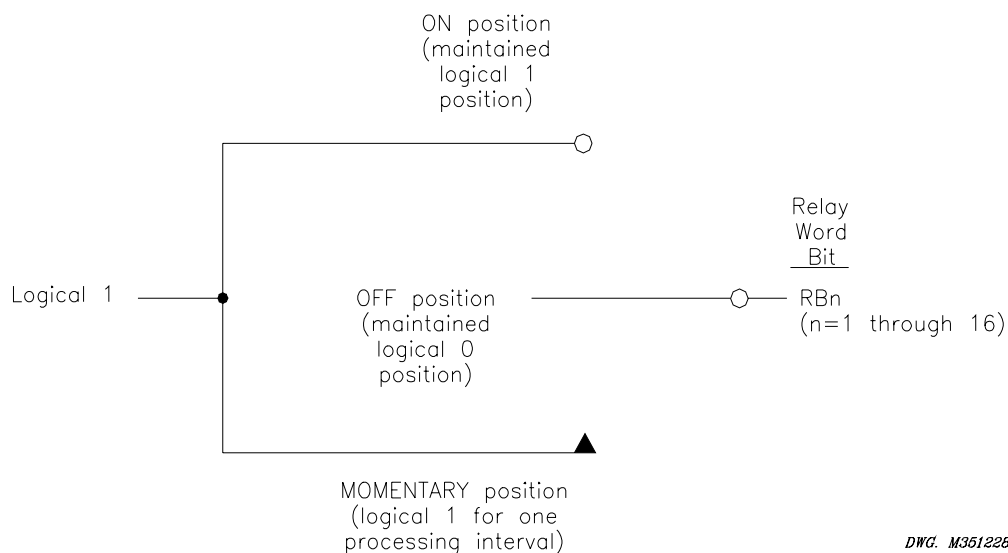 ON position
(maintained
logical 1
position)
Relay
Word
Bit
Logical 1
OFF position
(maintained
logical 0
position)
RBn
(n=1 through 16)
MOMENTARY position
(logical 1 for one
processing interval)
DWG. M351228